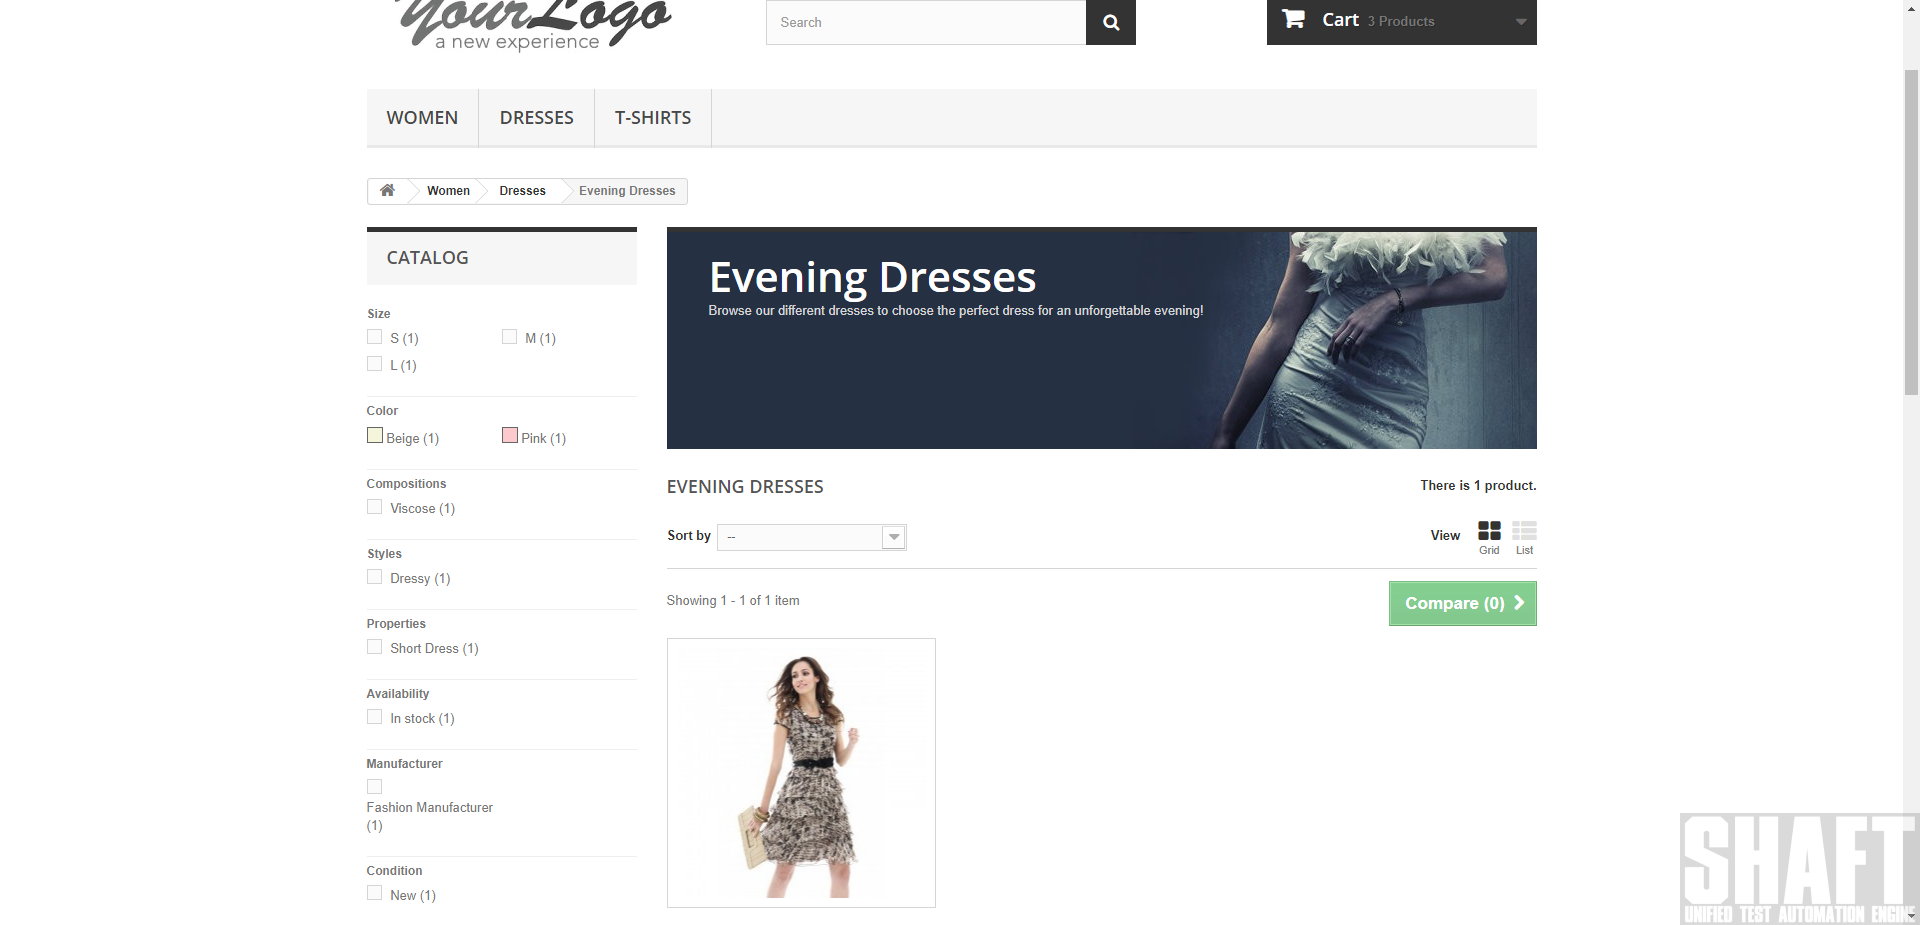 YourLogo
a new experience
Search
Cart 3 Products
WOMEN DRESSES T-SHIRTS
Women Dresses Evening Dresses
CATALOG
Size
S (1) M (1)
L (1)
Color
Beige (1) Pink (1)
Compositions
Viscose (1)
Styles
Dressy (1)
Properties
Short Dress (1)
Availability
In stock (1)
Manufacturer
Fashion Manufacturer
(1)
Condition
New (1)
Evening Dresses
Browse our different dresses to choose the perfect dress for an unforgettable evening!
EVENING DRESSES There is 1 product.
Sort by -- View Grid List
Showing 1 - 1 of 1 item Compare (0)
SHAFT
UNIFIED TEST AUTOMATION ENGINE